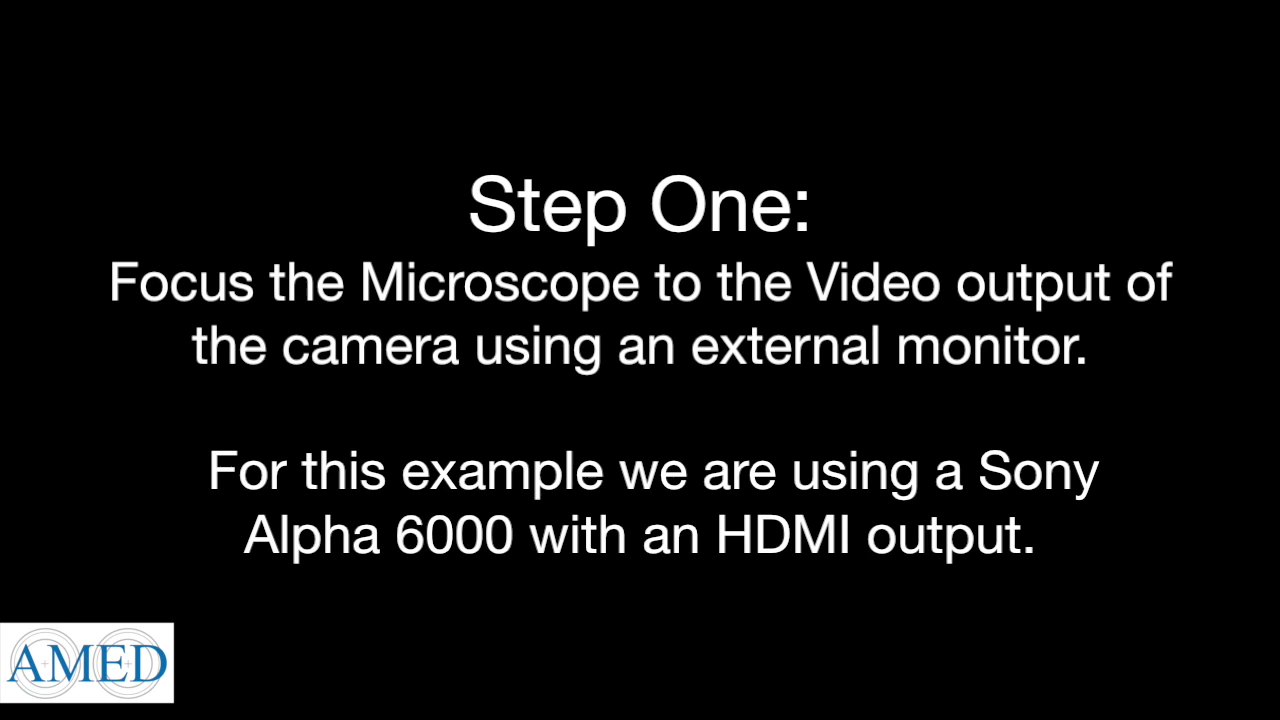 Step One:
Focus the Microscope to the Video output of
the camera using an external monitor.
For this example we are using a Sony
Alpha 6000 with an HDMI output.
AMED